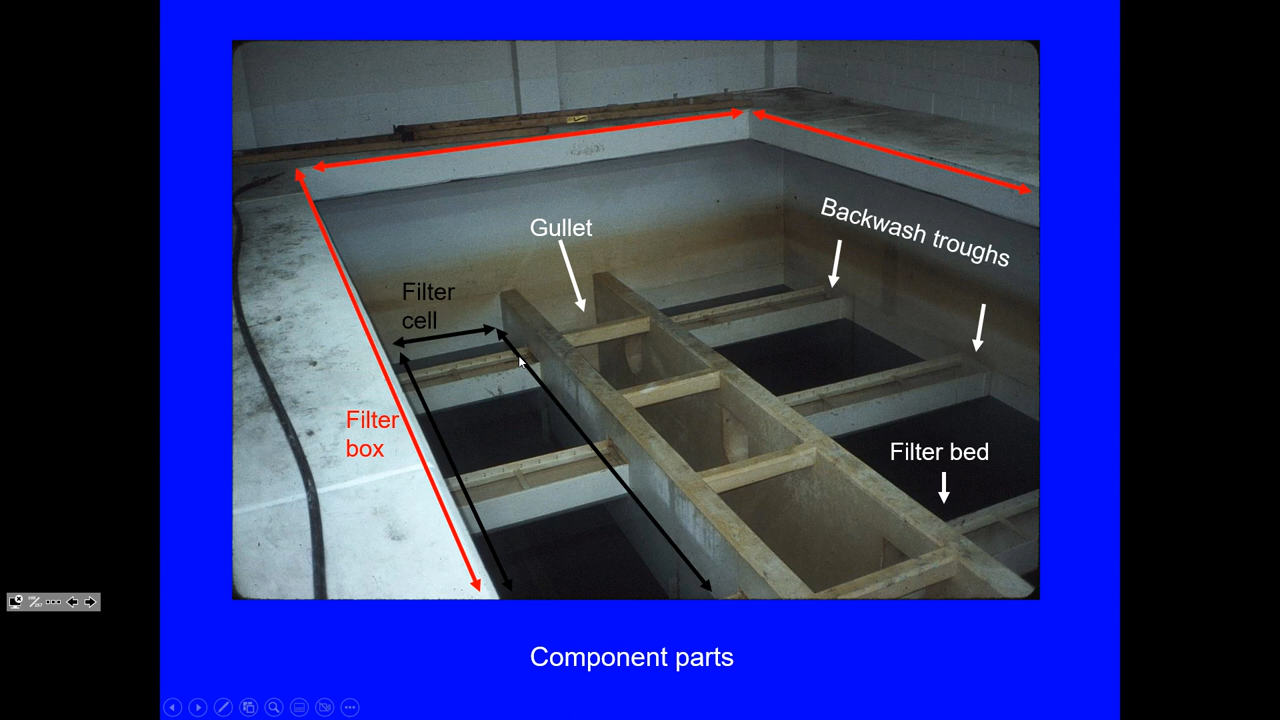 Gullet
Backwash troughs
Filter
cell
Filter
box
Filter bed
Component parts